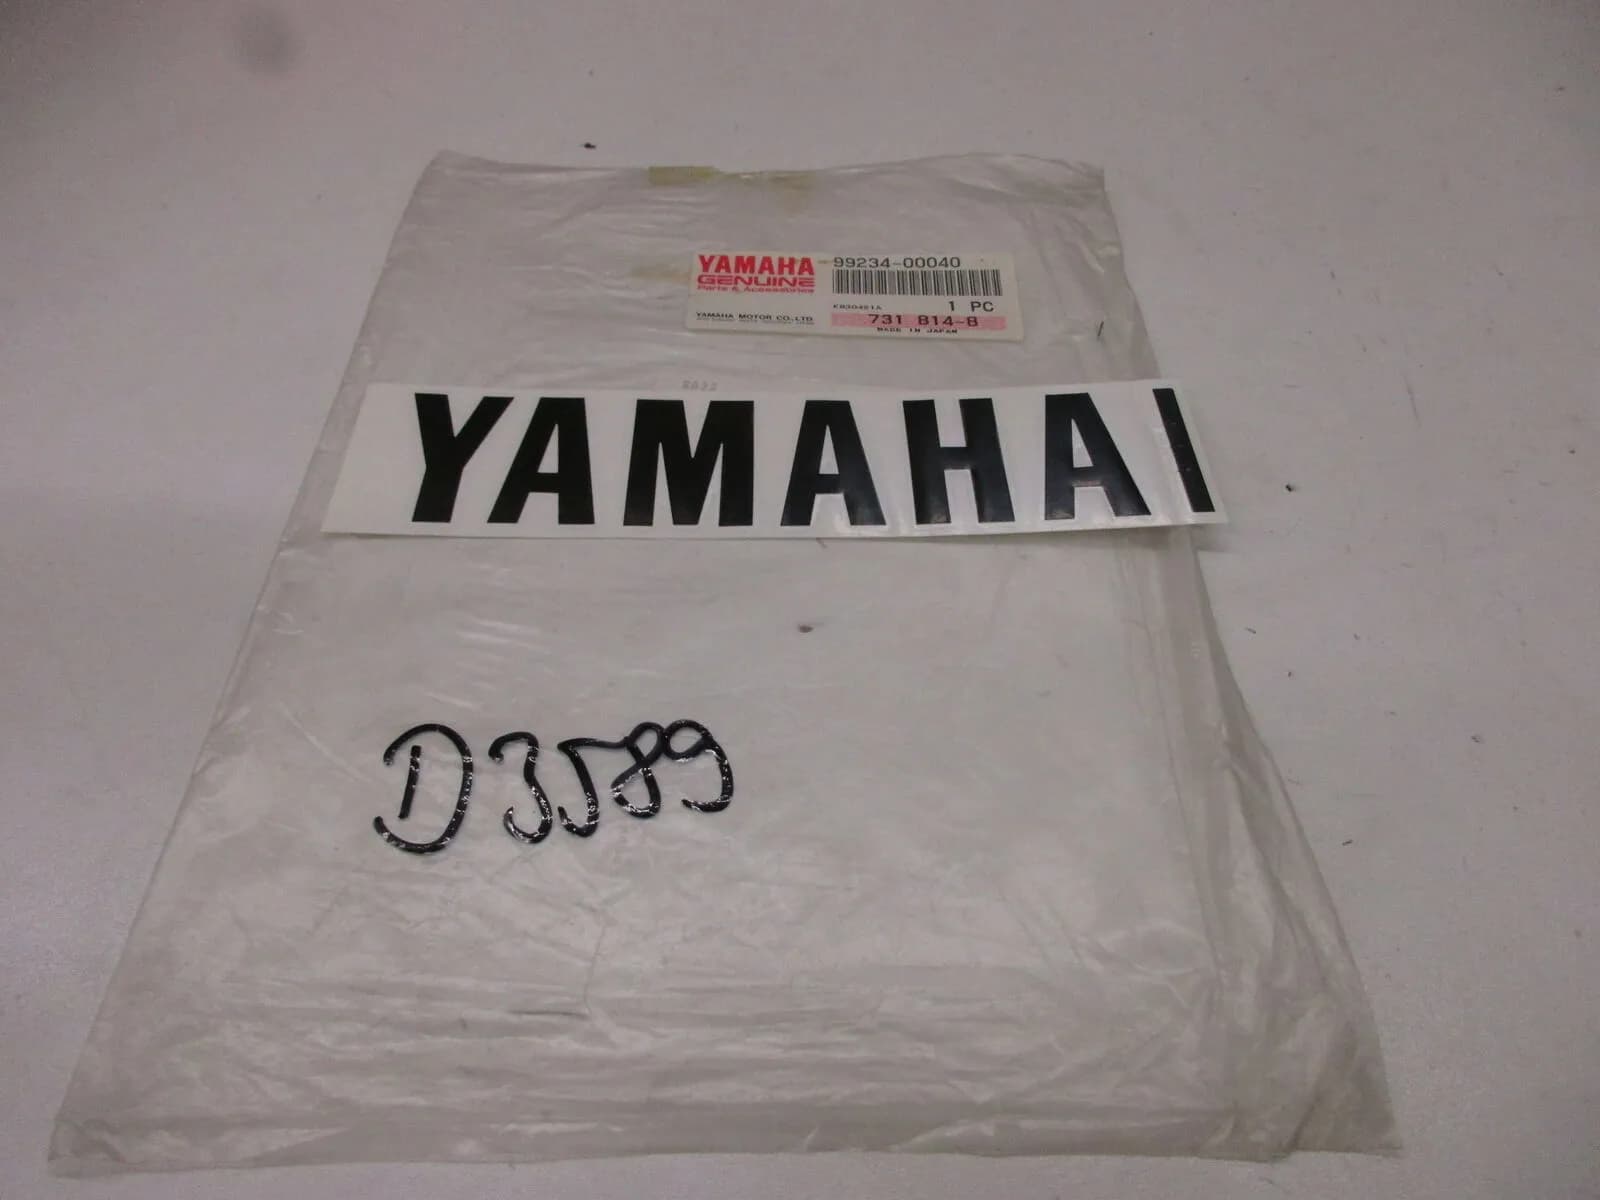 YAMAHA
GENUINE
Parts & Accessories
YAMAHA MOTOR CO., LTD.
99234-00040
K830401A
1 PC
731 814-8
MADE IN JAPAN
YAMAHA
D3589